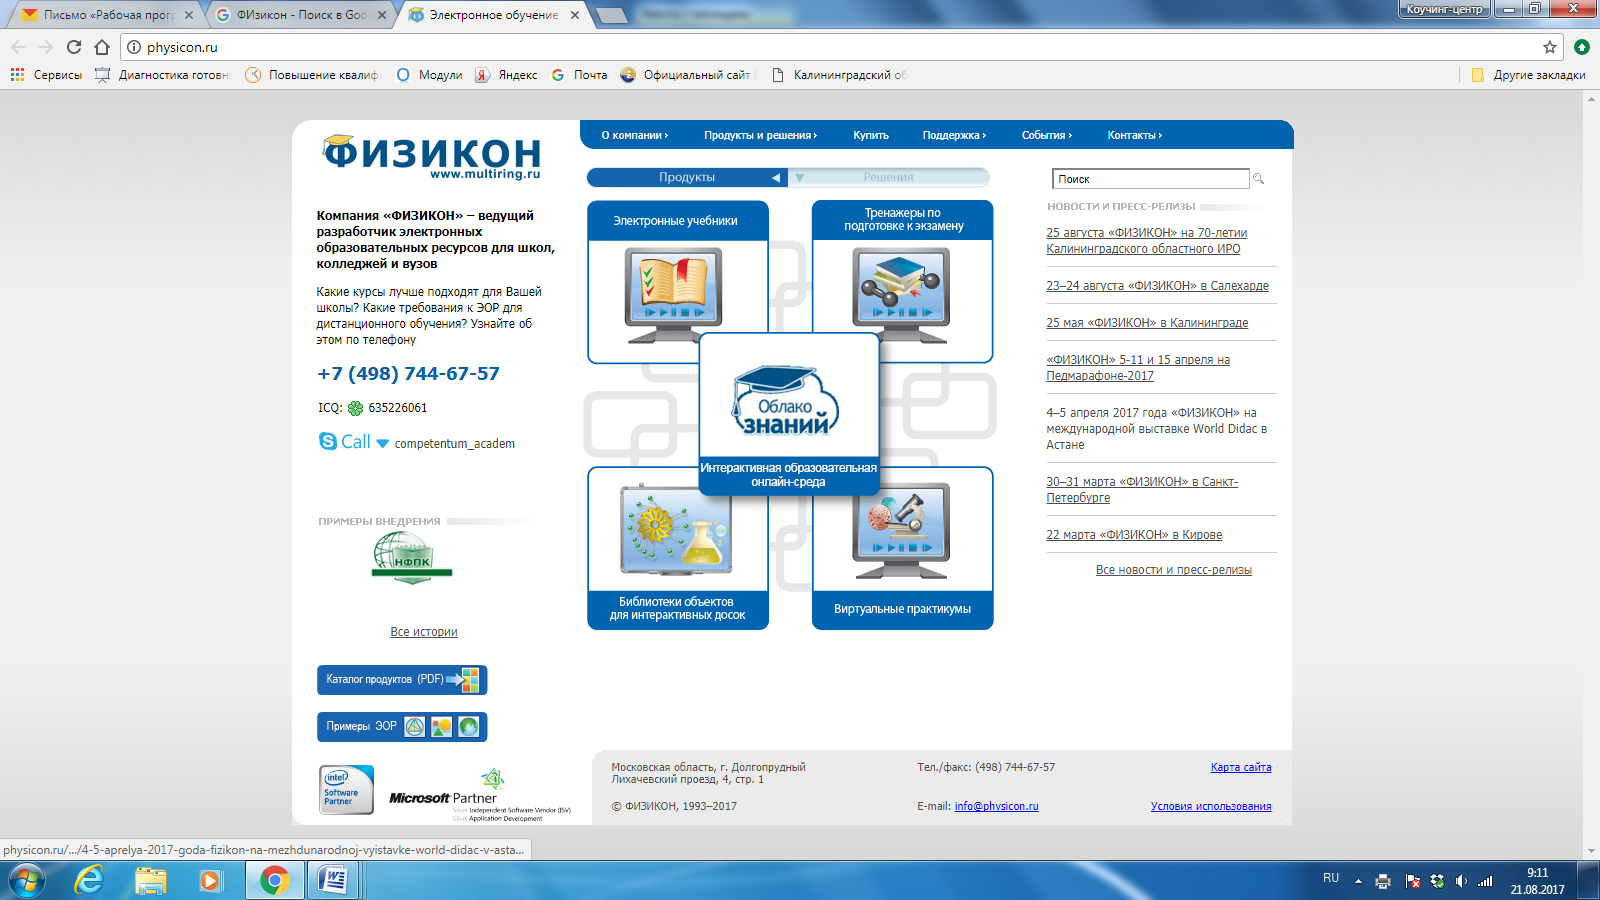 Письмо «Рабочая прог
ФИзикон - Поиск в Goo
Электронное обучение
Коучинг-центр
physicon.ru
Сервисы
Диагностика готовн
Повышение квалиф
Модули
Яндекс
Почта
Официальный сайт
Калининградский об
Другие закладки
ФИЗИКОН
www.multiring.ru
Компания «ФИЗИКОН» – ведущий
разработчик электронных
образовательных ресурсов для школ,
колледжей и вузов
Какие курсы лучше подходят для Вашей
школы? Какие требования к ЭОР для
дистанционного обучения? Узнайте об
этом по телефону
+7 (498) 744-67-57
ICQ: 635226061
Call competentum_academ
ПРИМЕРЫ ВНЕДРЕНИЯ
НФПК
Все истории
Каталог продуктов (PDF)
Примеры ЭОР
intel
Software
Partner
Microsoft Partner
Silver Independent Software Vendor (ISV)
Silver Application Development
О компании
Продукты и решения
Купить
Поддержка
События
Контакты
Продукты
Решения
Электронные учебники
Тренажеры по
подготовке к экзамену
Облако
знаний
Интерактивная образовательная
онлайн-среда
Библиотеки объектов
для интерактивных досок
Виртуальные практикумы
Поиск
НОВОСТИ И ПРЕСС-РЕЛИЗЫ
25 августа «ФИЗИКОН» на 70-летии
Калининградского областного ИРО
23–24 августа «ФИЗИКОН» в Салехарде
25 мая «ФИЗИКОН» в Калининграде
«ФИЗИКОН» 5-11 и 15 апреля на
Педмарафоне-2017
4–5 апреля 2017 года «ФИЗИКОН» на
международной выставке World Didac в
Астане
30–31 марта «ФИЗИКОН» в Санкт-
Петербурге
22 марта «ФИЗИКОН» в Кирове
Все новости и пресс-релизы
Московская область, г. Долгопрудный
Лихачевский проезд, 4, стр. 1
© ФИЗИКОН, 1993–2017
Тел./факс: (498) 744-67-57
E-mail: info@physicon.ru
Карта сайта
Условия использования
physicon.ru/.../4-5-aprelya-2017-goda-fizikon-na-mezhdunarodnoj-vyistavke-world-didac-v-asta...
RU
9:11
21.08.2017